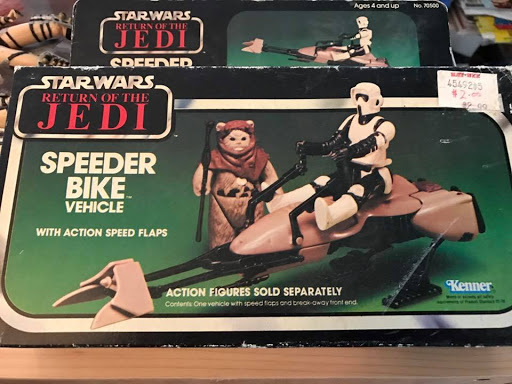 STAR WARS
RETURN OF THE
JEDI
SPEEDER
Ages 4 and up
No. 70500
STAR WARS
RETURN OF THE
JEDI
SPEEDER
BIKE
VEHICLE
WITH ACTION SPEED FLAPS
ACTION FIGURES SOLD SEPARATELY
Contents: One vehicle with speed flaps and break-away front end.
Kenner